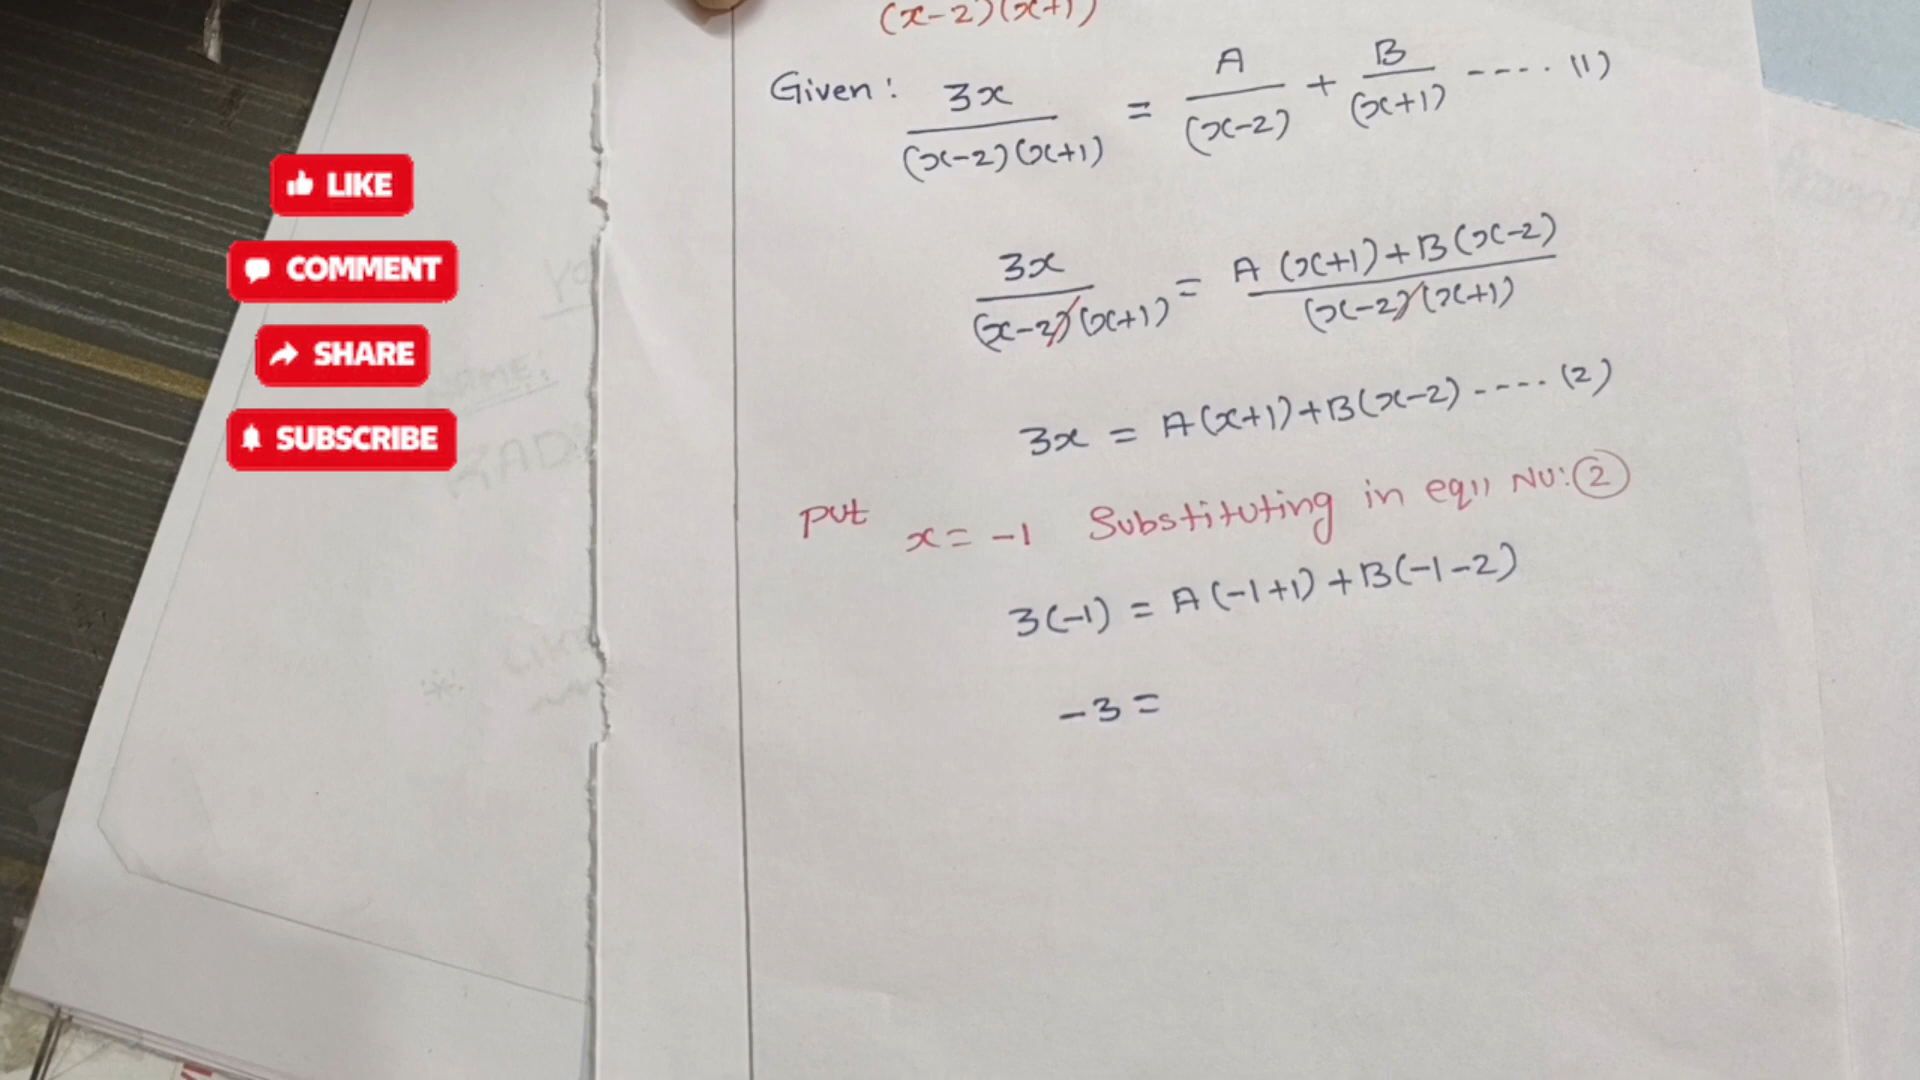 (x-2)(x+1)
Given: 3x/(x-2)(x+1) = A/(x-2) + B/(x+1) ---- (1)
3x/(x-2)(x+1) = A(x+1)+B(x-2)/(x-2)(x+1)
3x = A(x+1)+B(x-2) ---- (2)
put x = -1 Substituting in eqn No: 2
3(-1) = A(-1+1)+B(-1-2)
-3 =
LIKE
COMMENT
SHARE
SUBSCRIBE